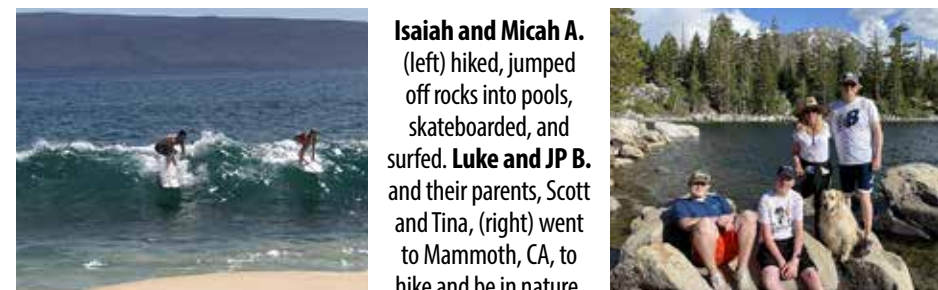 Isaiah and Micah A.
(left) hiked, jumped
off rocks into pools,
skateboarded, and
surfed. Luke and JP B.
and their parents, Scott
and Tina, (right) went
to Mammoth, CA, to
hike and be in nature.